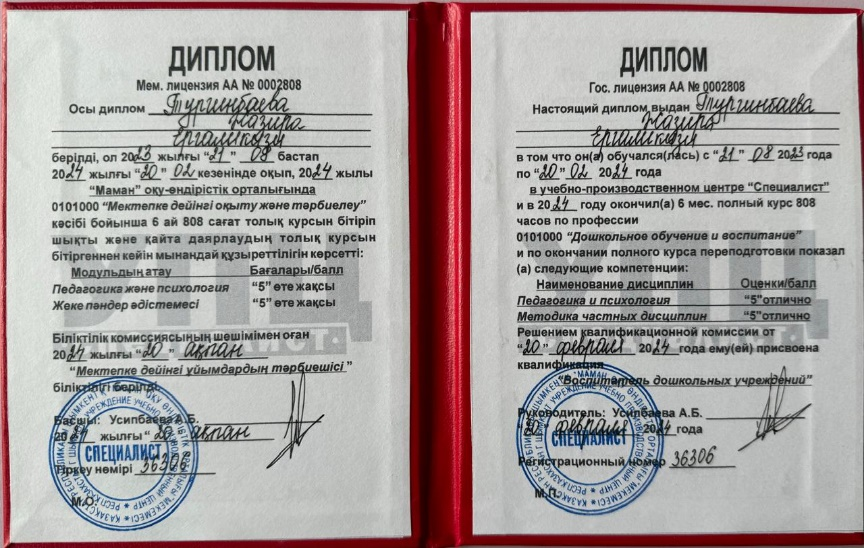 ДИПЛОМ
Мем. лицензия АА № 0002808
Осы диплом Тургинбаева
Назира
берілді, ол 2023 жылғы "21" 08 бастап
2024 жылғы "20" 02 кезенінде оқып, 2024 жылы
"Маман" оқу-өндірістік орталығында
0101000 "Мектепке дейінгі оқыту және тәрбиелеу"
кәсібі бойынша 6 ай 808 сағат толық курсын бітіріп
шықты және қайта даярлаудың толық курсын
бітіргеннен кейін мынандай құзыреттілігін көрсетті:
Модульдың атау Бағалары/балл
Педагогика және психология "5" өте жақсы
Жеке пәндер әдістемесі "5" өте жақсы
Біліктілік комиссиясының шешімімен оған
2024 жылғы "20" ақпан
"Мектепке дейінгі ұйымдардың тәрбиешісі"
біліктілігі берілді.
Басшы: Усипбаева А.Б.
2024 жылғы "20" ақпан
СПЕЦИАЛИСТ
Тіркеу нөмірі 36306
М.О.
ДИПЛОМ
Гос. лицензия АА № 0002808
Настоящий диплом выдан Тургинбаева
Назира
в том что он(а) обучался(лась) с "21" 08 2023 года
по "20" 02 2024 года
в учебно-производственном центре "Специалист"
и в 2024 году окончил(а) 6 мес. полный курс 808
часов по профессии
0101000 "Дошкольное обучение и воспитание"
и по окончании полного курса переподготовки показал
(а) следующие компетенции:
Наименование дисциплин Оценки/балл
Педагогика и психология "5"отлично
Методика частных дисциплин "5"отлично
Решением квалификационной комиссии от
"20" февраля 2024 года ему(ей) присвоена
квалификация
"Воспитатель дошкольных учреждений"
Руководитель: Усипбаева А.Б.
"20" февраля 2024 года
СПЕЦИАЛИСТ
Регистрационный номер 36306
М.П.